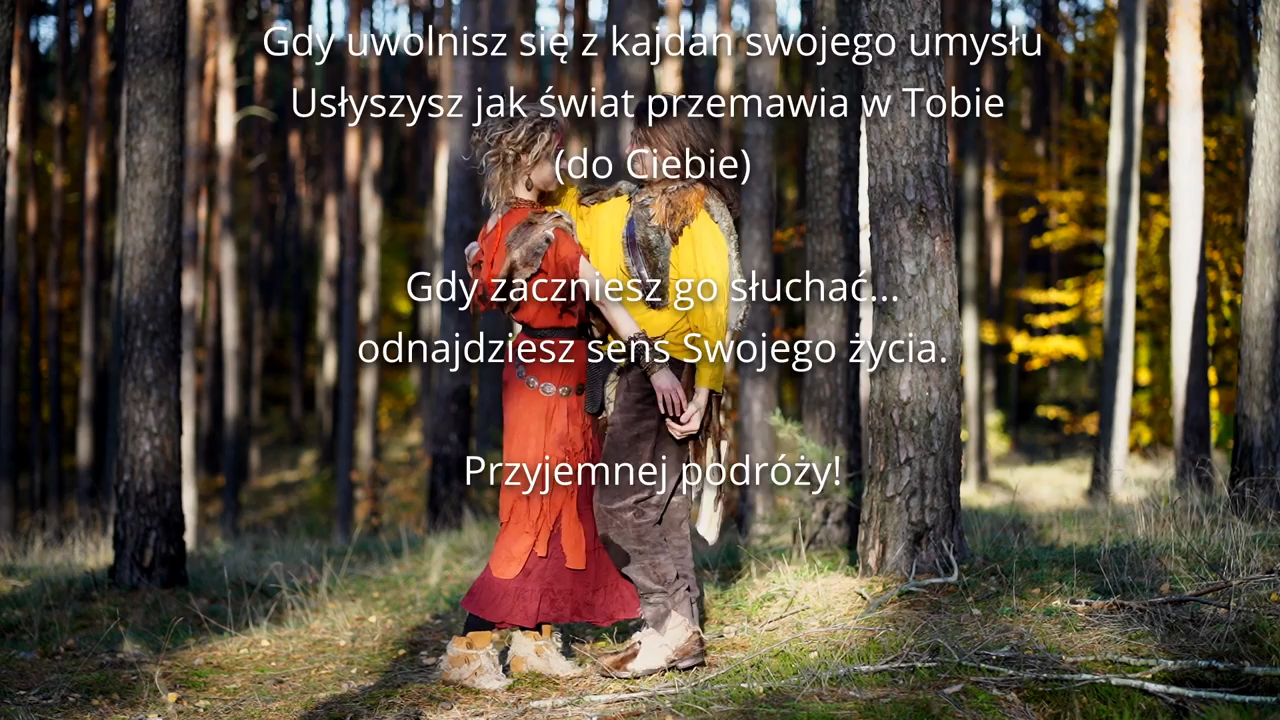 Gdy uwolnisz się z kajdan swojego umysłu
Usłyszysz jak świat przemawia w Tobie
(do Ciebie)
Gdy zaczniesz go słuchać...
odnajdziesz sens Swojego życia.
Przyjemnej podróży!